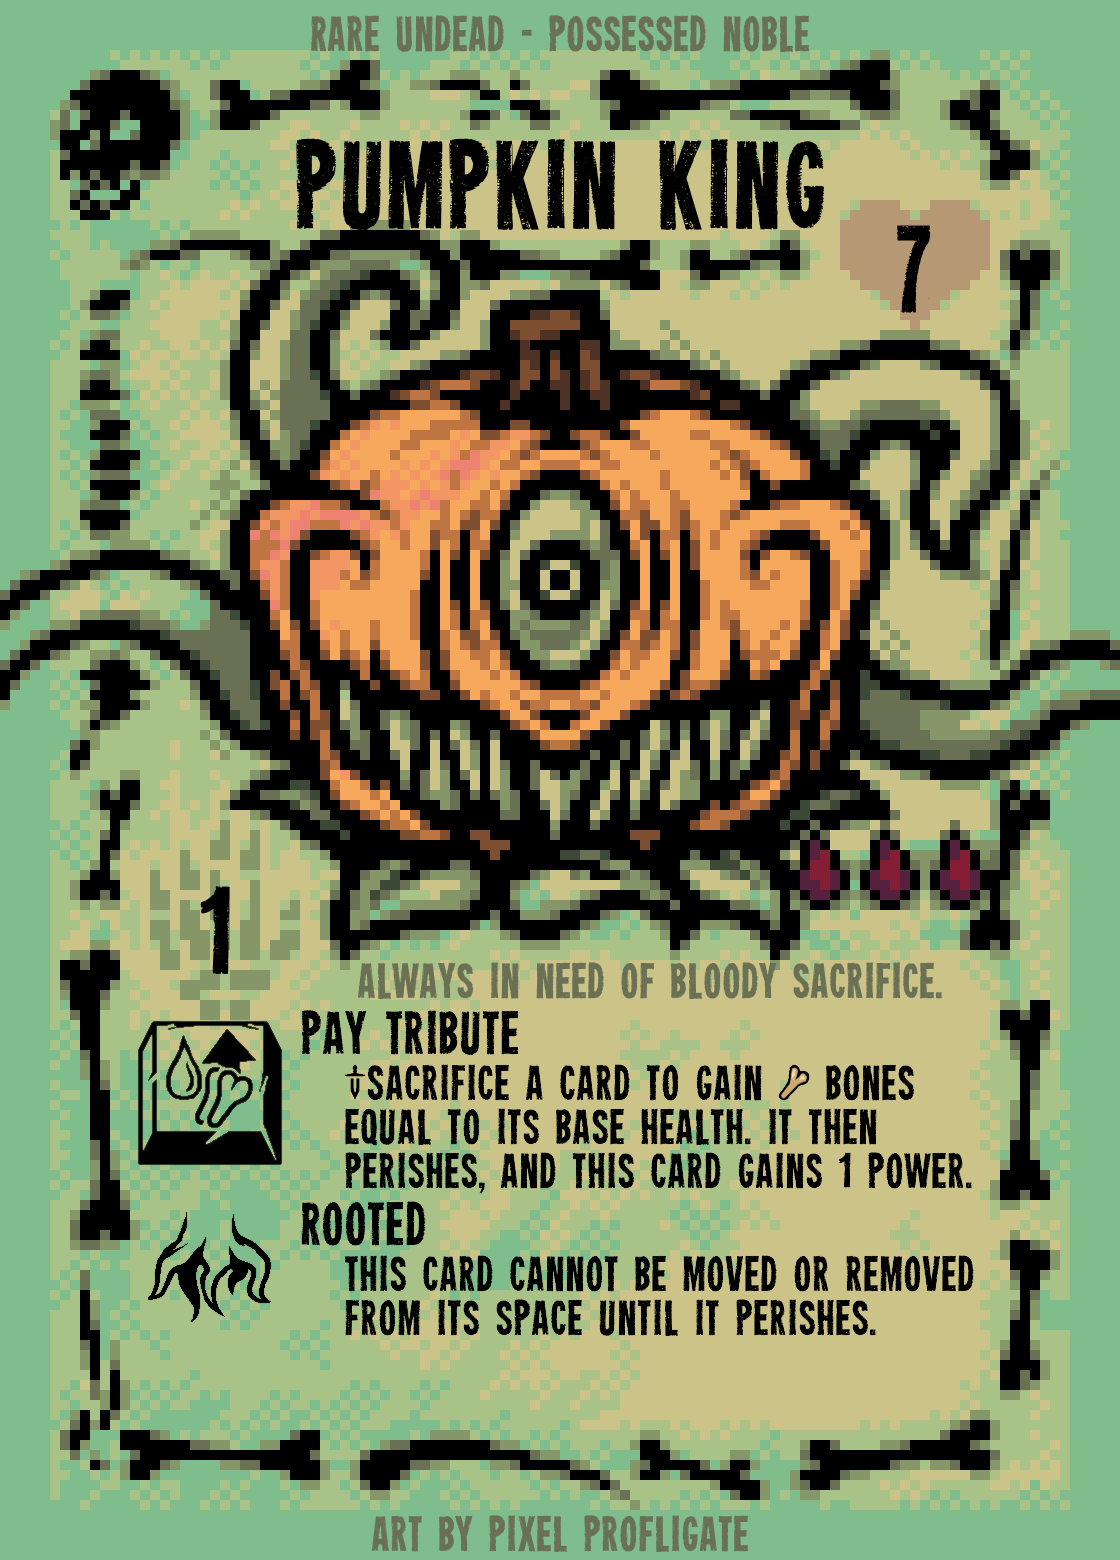 RARE UNDEAD - POSSESSED NOBLE
PUMPKIN KING
7
1
ALWAYS IN NEED OF BLOODY SACRIFICE.
PAY TRIBUTE
SACRIFICE A CARD TO GAIN BONES
EQUAL TO ITS BASE HEALTH. IT THEN
PERISHES, AND THIS CARD GAINS 1 POWER.
ROOTED
THIS CARD CANNOT BE MOVED OR REMOVED
FROM ITS SPACE UNTIL IT PERISHES.
ART BY PIXEL PROFLIGATE